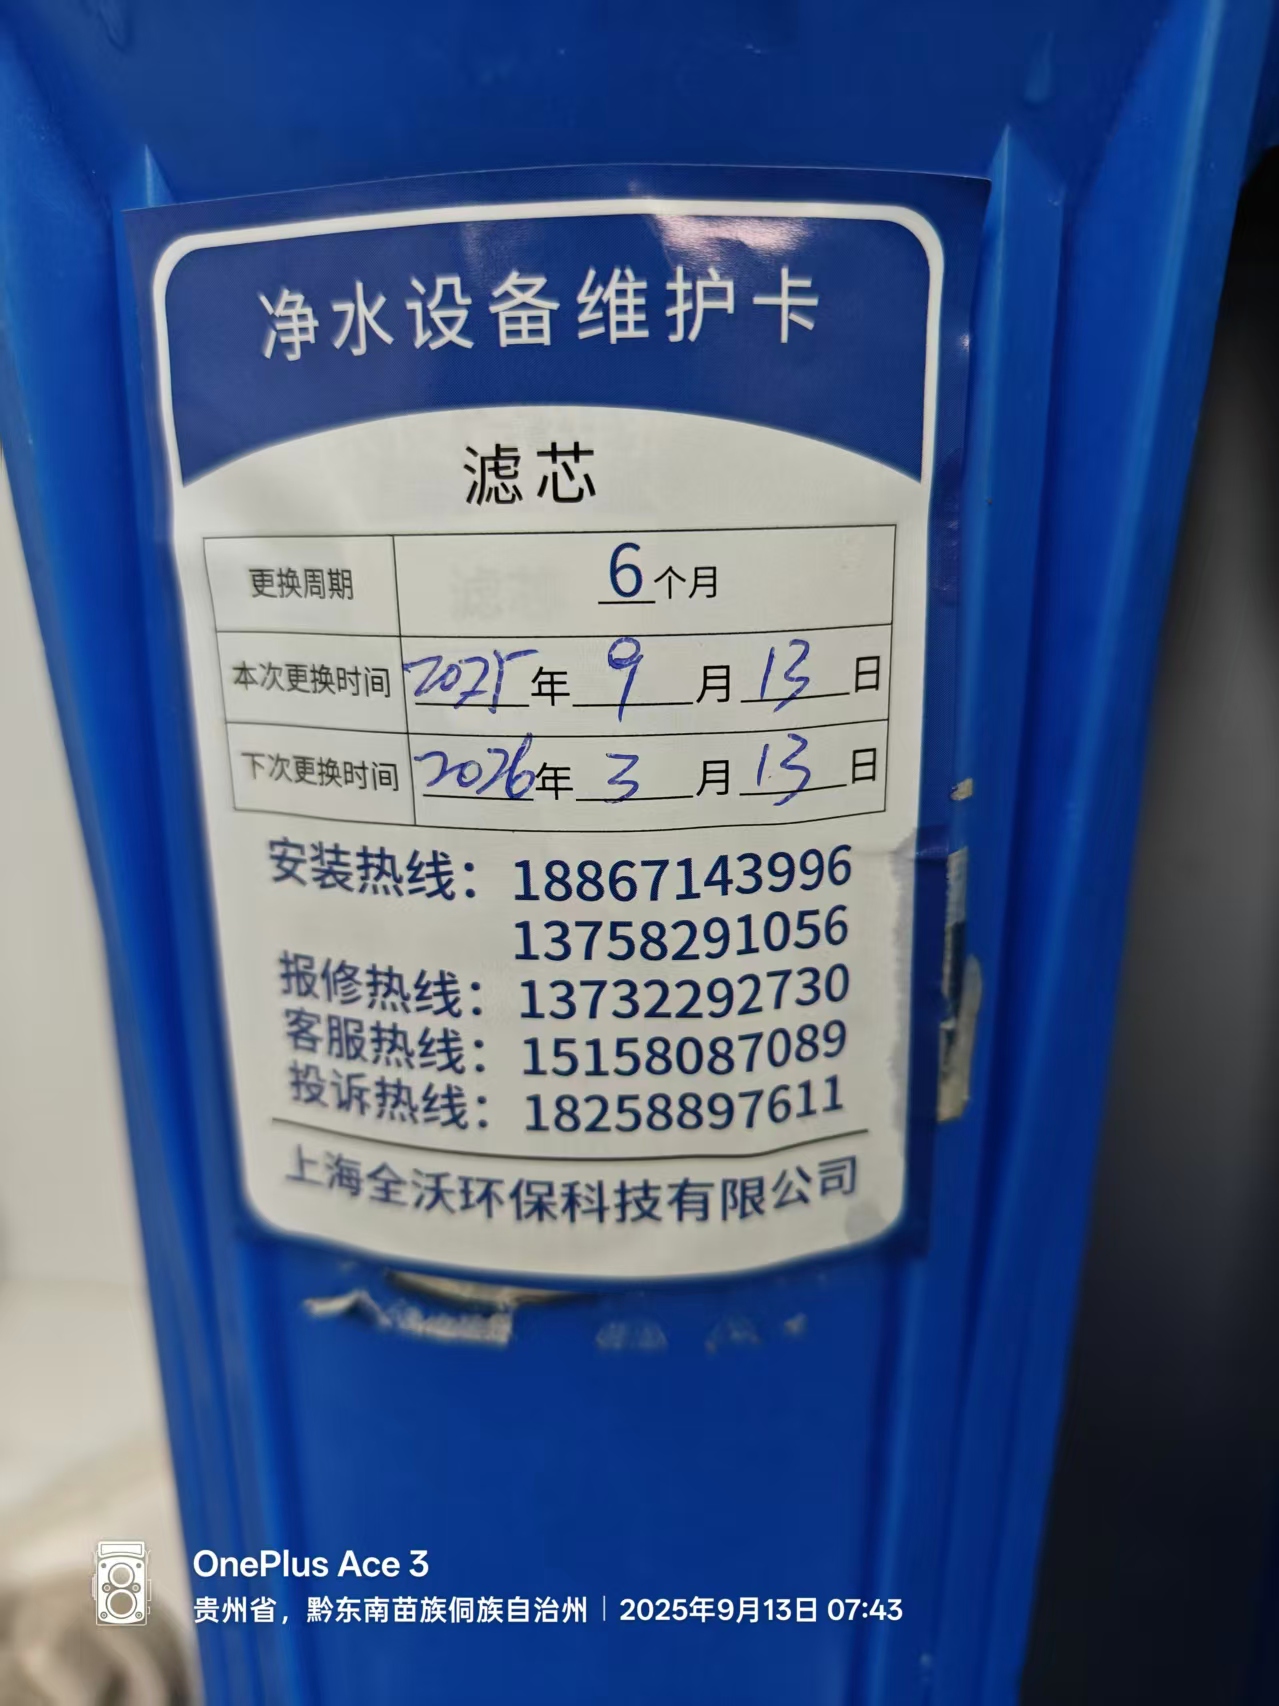 净水设备维护卡
滤芯
更换周期 6个月
本次更换时间 2025年9月13日
下次更换时间 2026年3月13日
安装热线：18867143996
13758291056
报修热线：13732292730
客服热线：15158087089
投诉热线：18258897611
上海全沃环保科技有限公司
OnePlus Ace 3
贵州省，黔东南苗族侗族自治州｜2025年9月13日 07:43